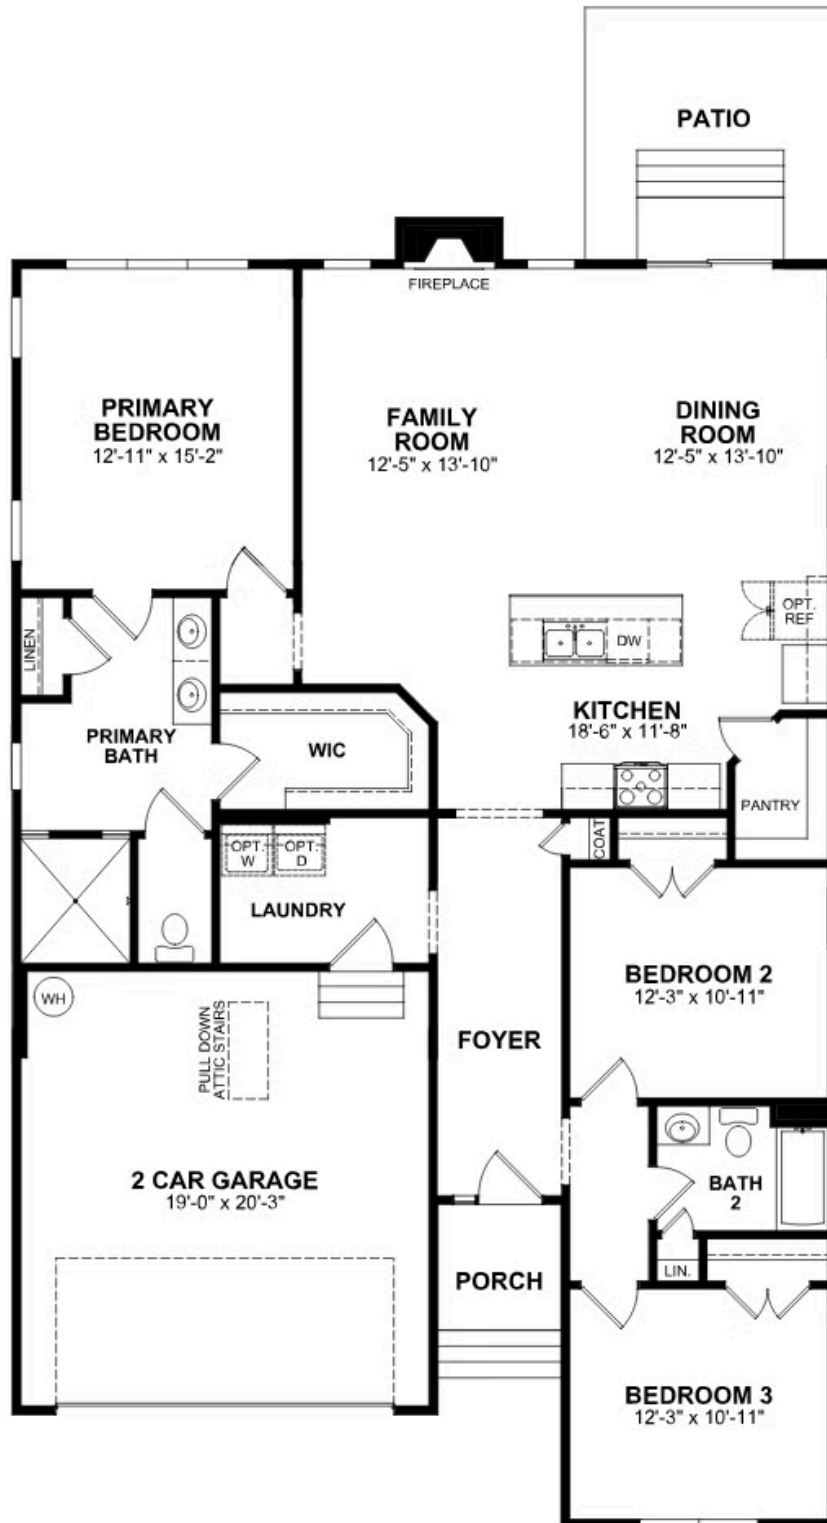 PATIO
FIREPLACE
PRIMARY
BEDROOM
12'-11" x 15'-2"
FAMILY
ROOM
12'-5" x 13'-10"
DINING
ROOM
12'-5" x 13'-10"
LINEN
OPT.
REF
DW
KITCHEN
18'-6" x 11'-8"
PRIMARY
BATH
WIC
PANTRY
COAT
OPT.
W
OPT.
D
LAUNDRY
BEDROOM 2
12'-3" x 10'-11"
WH
PULL DOWN
ATTIC STAIRS
FOYER
2 CAR GARAGE
19'-0" x 20'-3"
BATH
2
LIN.
PORCH
BEDROOM 3
12'-3" x 10'-11"